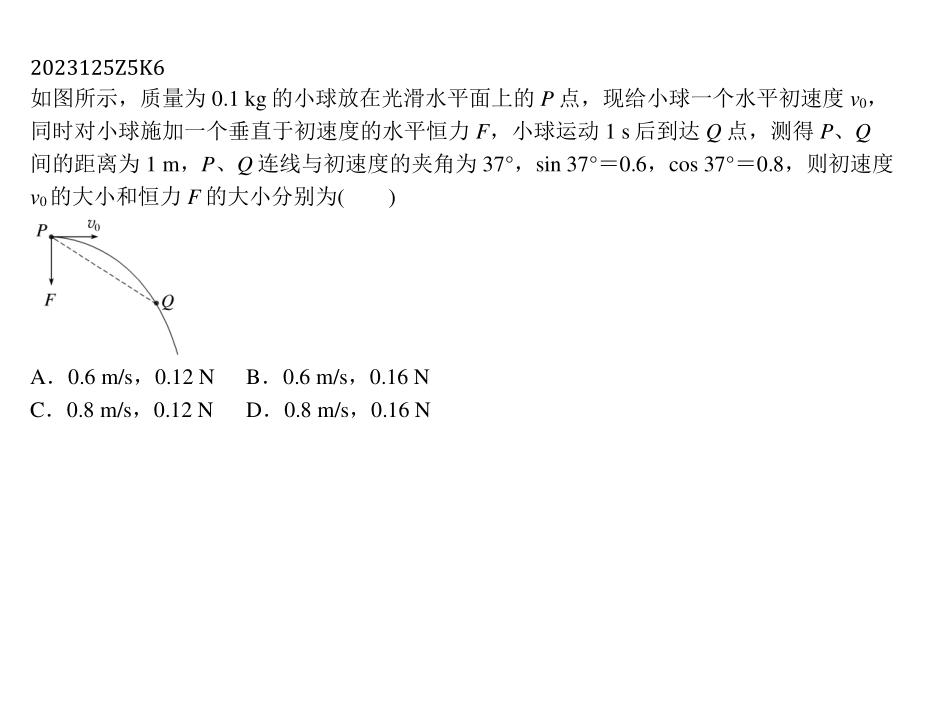 2023125Z5K6
如图所示，质量为 0.1 kg 的小球放在光滑水平面上的 P 点，现给小球一个水平初速度 v₀，
同时对小球施加一个垂直于初速度的水平恒力 F，小球运动 1 s 后到达 Q 点，测得 P、Q
间的距离为 1 m，P、Q 连线与初速度的夹角为 37°，sin 37°＝0.6，cos 37°＝0.8，则初速度
v₀ 的大小和恒力 F 的大小分别为(　　)
P v₀
F Q
A．0.6 m/s，0.12 N B．0.6 m/s，0.16 N
C．0.8 m/s，0.12 N D．0.8 m/s，0.16 N